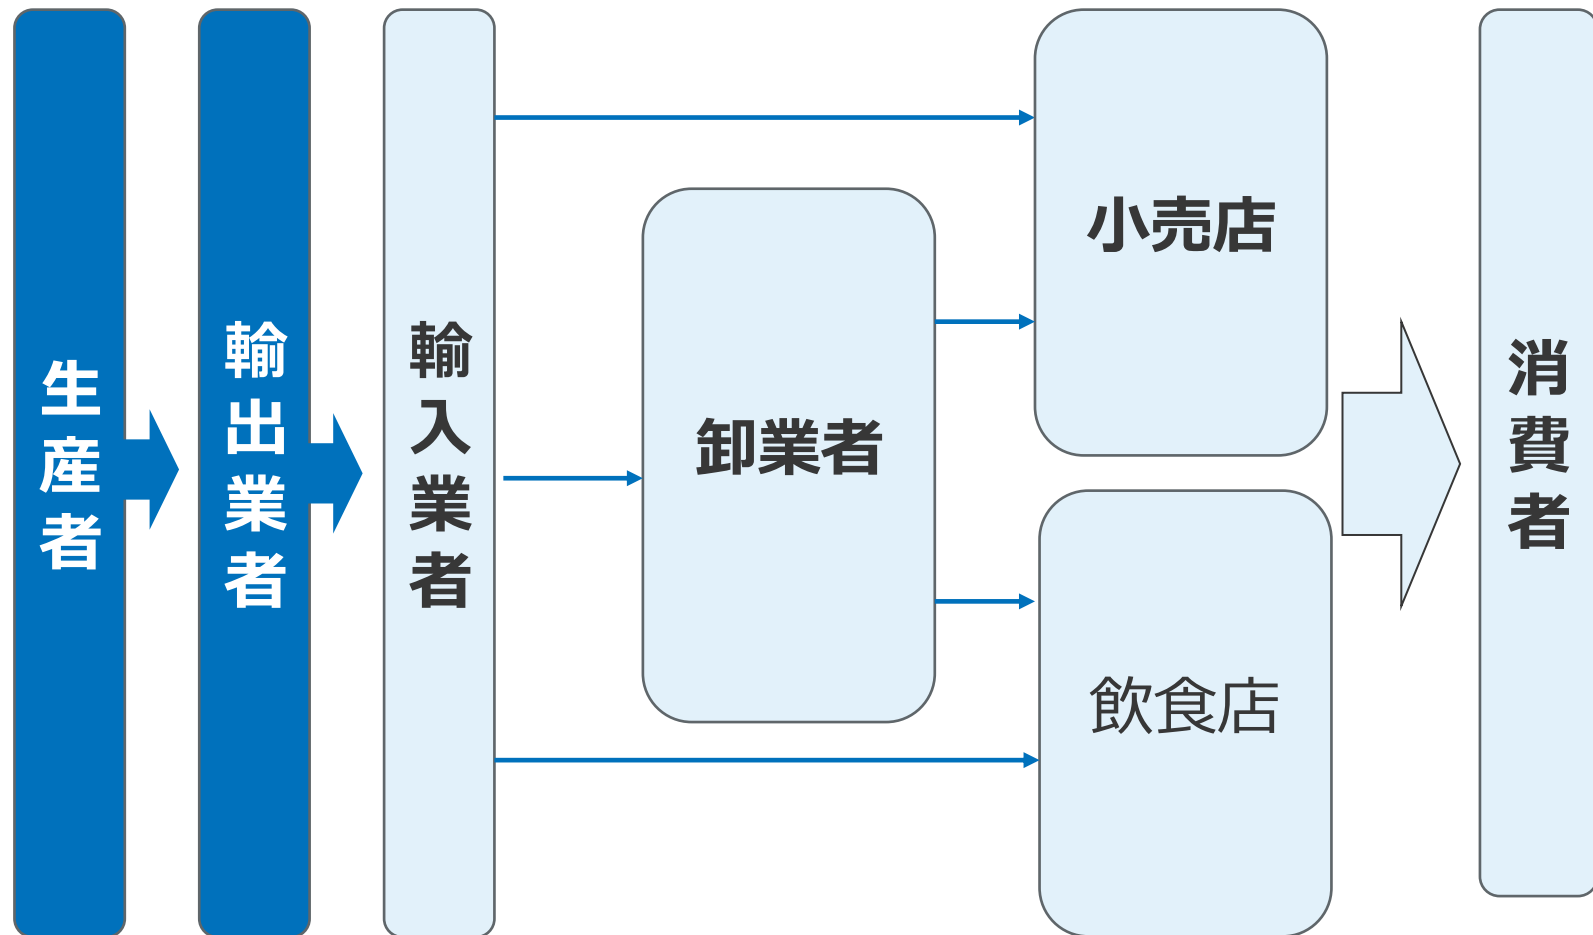 生産者
輸出業者
輸入業者
卸業者
小売店
飲食店
消費者